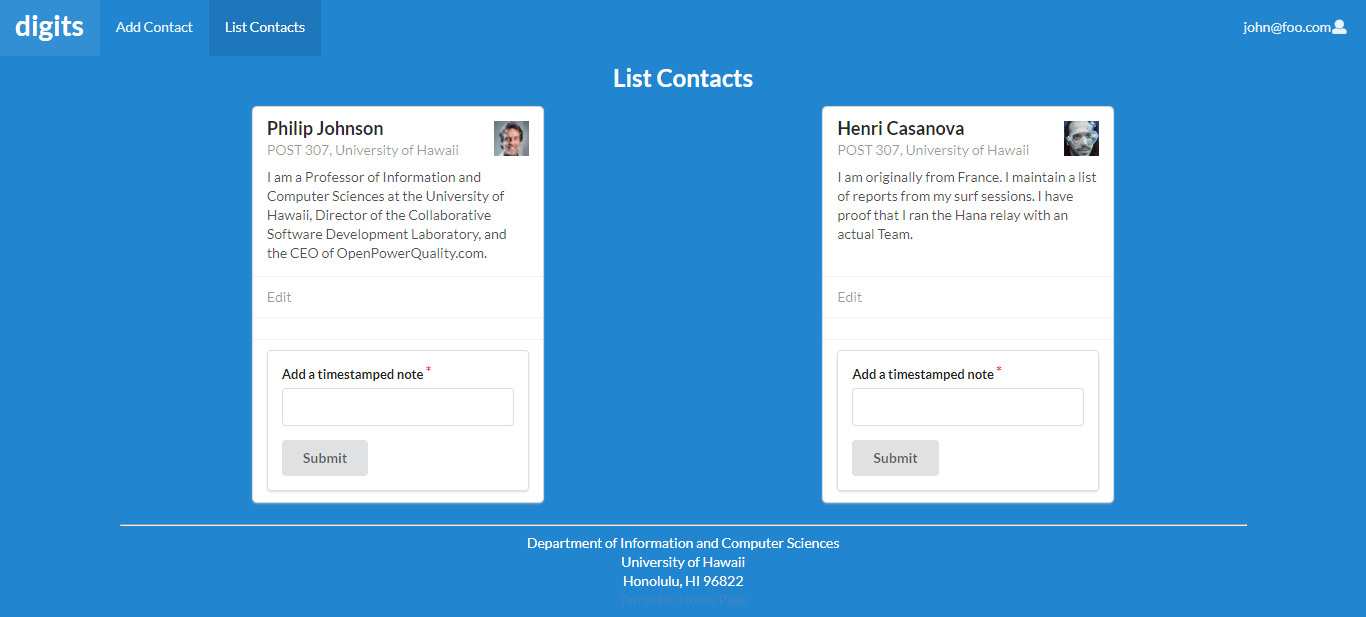 digits
Add Contact
List Contacts
john@foo.com
List Contacts
Philip Johnson
POST 307, University of Hawaii
I am a Professor of Information and
Computer Sciences at the University of
Hawaii, Director of the Collaborative
Software Development Laboratory, and
the CEO of OpenPowerQuality.com.
Edit
Add a timestamped note *
Submit
Henri Casanova
POST 307, University of Hawaii
I am originally from France. I maintain a list
of reports from my surf sessions. I have
proof that I ran the Hana relay with an
actual Team.
Edit
Add a timestamped note *
Submit
Department of Information and Computer Sciences
University of Hawaii
Honolulu, HI 96822
Template Home Page